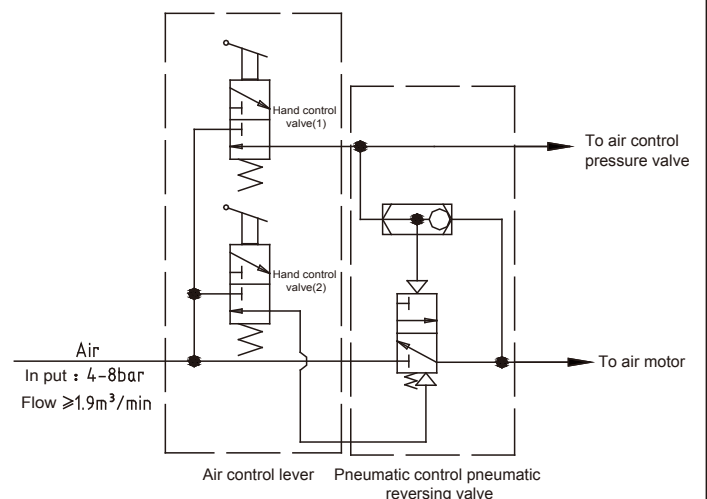 Hand control
valve(1)
To air control
pressure valve
Hand control
valve(2)
Air
In put : 4-8bar
Flow ≥1.9m³/min
To air motor
Air control lever
Pneumatic control pneumatic
reversing valve